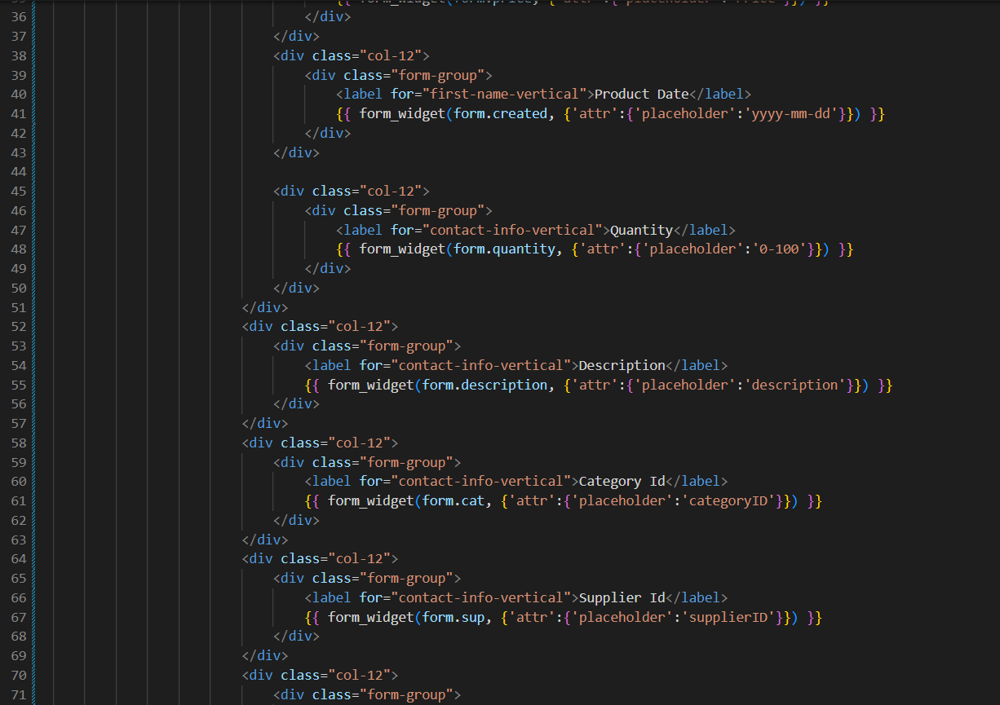 {{ form_widget(form.price, {'attr':{'placeholder':'Price'}}) }}
36 </div>
37 </div>
38 <div class="col-12">
39 <div class="form-group">
40 <label for="first-name-vertical">Product Date</label>
41 {{ form_widget(form.created, {'attr':{'placeholder':'yyyy-mm-dd'}}) }}
42 </div>
43 </div>
44
45 <div class="col-12">
46 <div class="form-group">
47 <label for="contact-info-vertical">Quantity</label>
48 {{ form_widget(form.quantity, {'attr':{'placeholder':'0-100'}}) }}
49 </div>
50 </div>
51 </div>
52 <div class="col-12">
53 <div class="form-group">
54 <label for="contact-info-vertical">Description</label>
55 {{ form_widget(form.description, {'attr':{'placeholder':'description'}}) }}
56 </div>
57 </div>
58 <div class="col-12">
59 <div class="form-group">
60 <label for="contact-info-vertical">Category Id</label>
61 {{ form_widget(form.cat, {'attr':{'placeholder':'categoryID'}}) }}
62 </div>
63 </div>
64 <div class="col-12">
65 <div class="form-group">
66 <label for="contact-info-vertical">Supplier Id</label>
67 {{ form_widget(form.sup, {'attr':{'placeholder':'supplierID'}}) }}
68 </div>
69 </div>
70 <div class="col-12">
71 <div class="form-group">